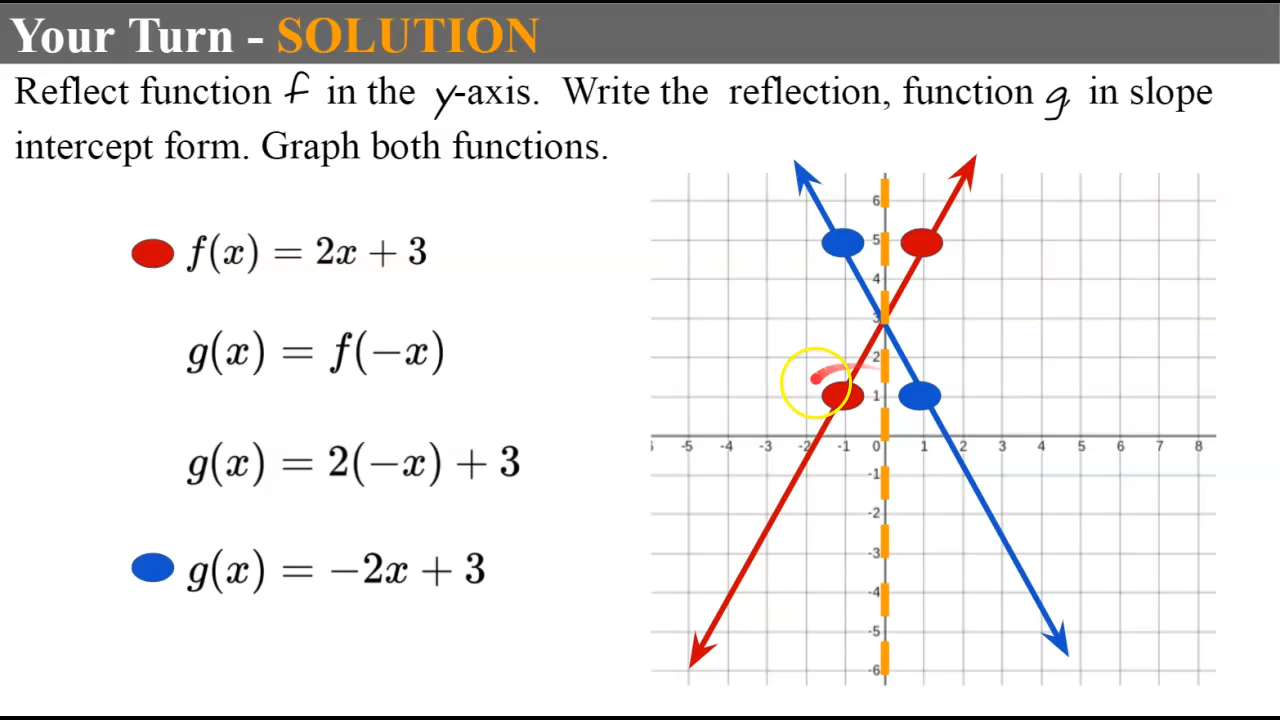 Your Turn - SOLUTION
Reflect function f in the y-axis. Write the reflection, function g in slope
intercept form. Graph both functions.
f(x) = 2x + 3
g(x) = f(−x)
g(x) = 2(−x) + 3
g(x) = −2x + 3
6
5
4
3
2
1
-5 -4 -3 -2 -1 0 1 2 3 4 5 6 7 8
-1
-2
-3
-4
-5
-6